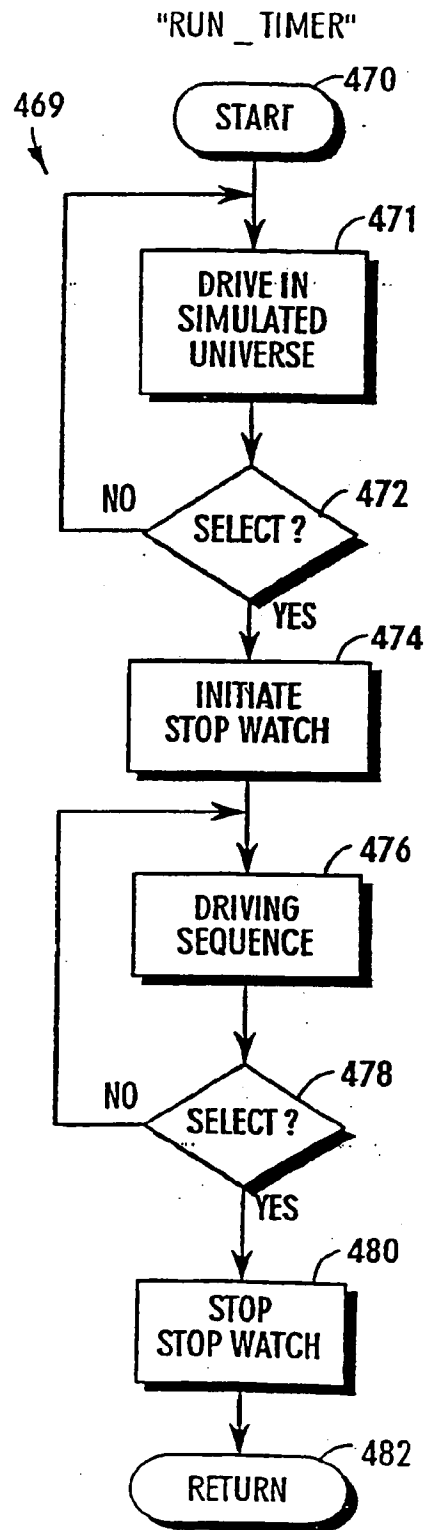 "RUN _ TIMER"
470
469
START
471
DRIVE IN
SIMULATED
UNIVERSE
NO
472
SELECT ?
YES
474
INITIATE
STOP WATCH
476
DRIVING
SEQUENCE
478
NO
SELECT ?
YES
480
STOP
STOP WATCH
482
RETURN